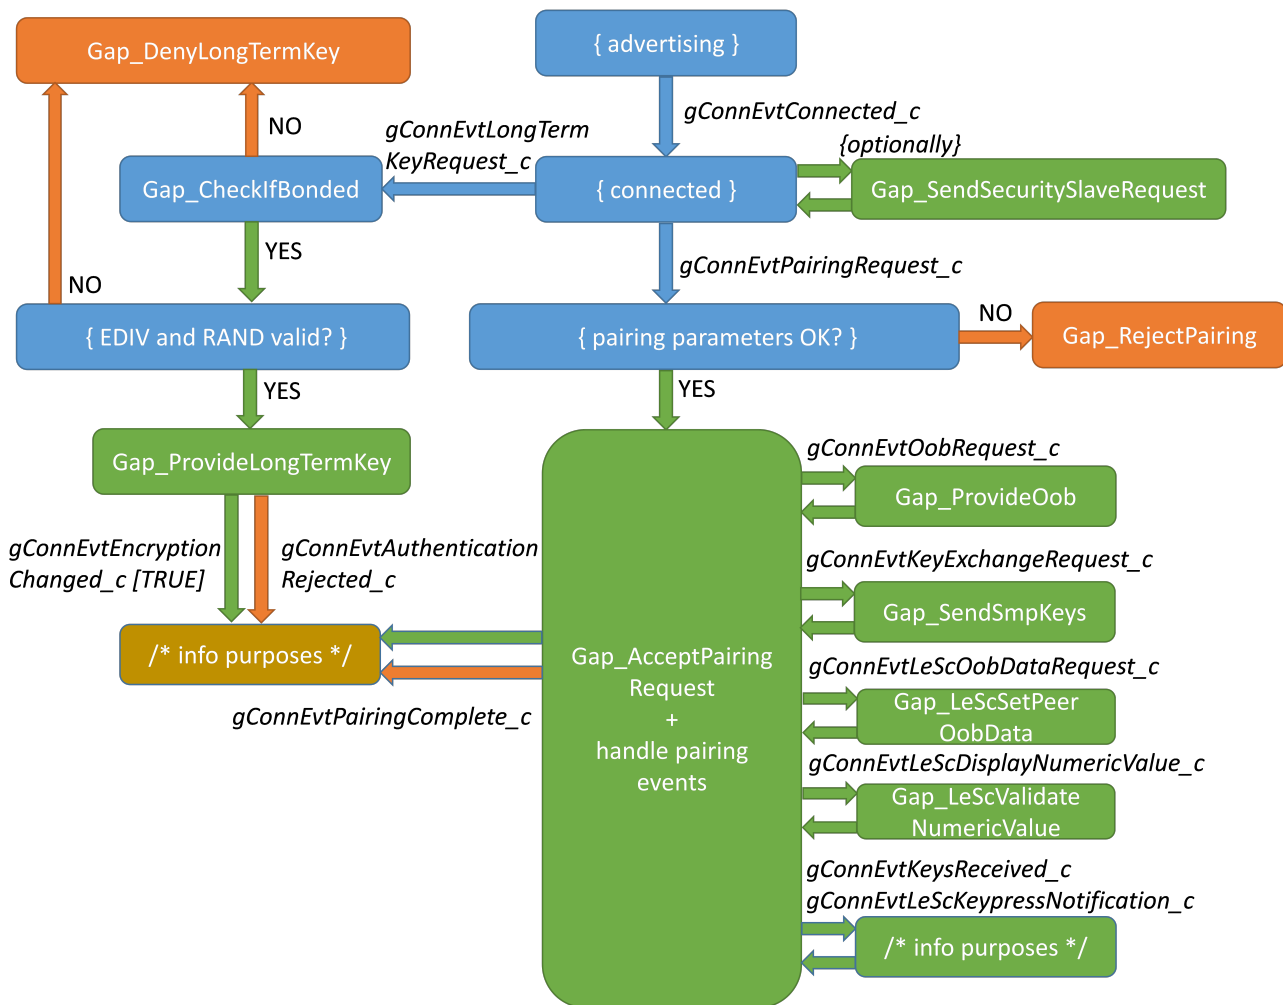 Gap_DenyLongTermKey
{ advertising }
gConnEvtConnected_c
NO
gConnEvtLongTerm
KeyRequest_c
{optionally}
Gap_CheckIfBonded
{ connected }
Gap_SendSecuritySlaveRequest
YES
gConnEvtPairingRequest_c
NO
{ EDIV and RAND valid? }
{ pairing parameters OK? }
NO
Gap_RejectPairing
YES
YES
Gap_ProvideLongTermKey
gConnEvtOobRequest_c
Gap_ProvideOob
gConnEvtEncryption
Changed_c [TRUE]
gConnEvtAuthentication
Rejected_c
gConnEvtKeyExchangeRequest_c
Gap_SendSmpKeys
/* info purposes */
gConnEvtPairingComplete_c
Gap_AcceptPairing
Request
+
handle pairing
events
gConnEvtLeScOobDataRequest_c
Gap_LeScSetPeer
OobData
gConnEvtLeScDisplayNumericValue_c
Gap_LeScValidate
NumericValue
gConnEvtKeysReceived_c
gConnEvtLeScKeypressNotification_c
/* info purposes */